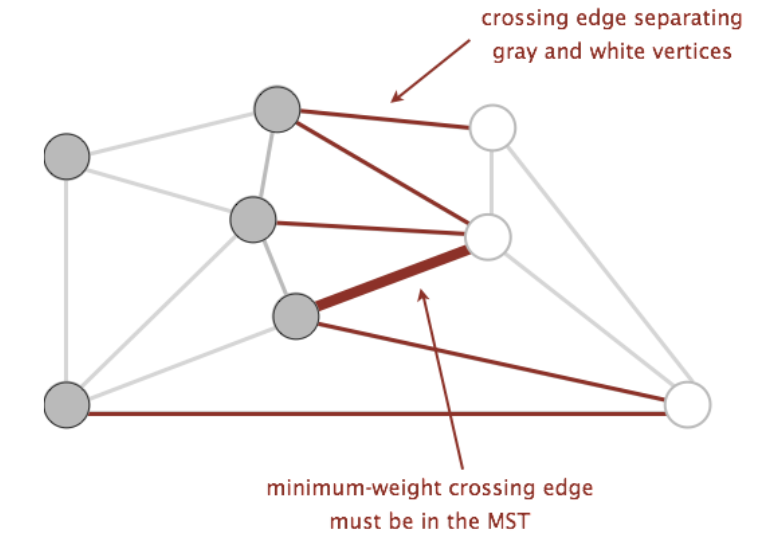 crossing edge separating
gray and white vertices
minimum-weight crossing edge
must be in the MST